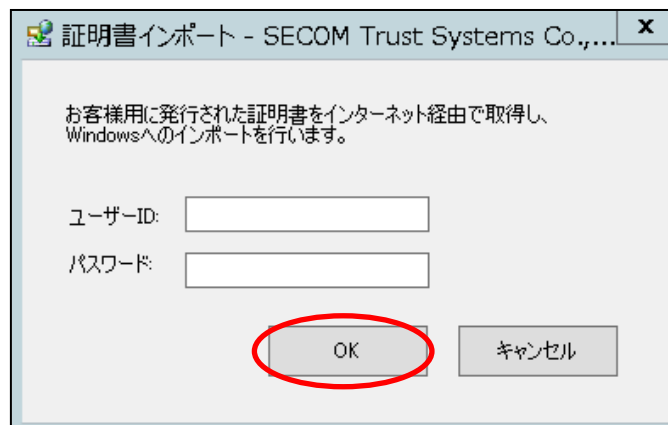 証明書インポート - SECOM Trust Systems Co.,... x
お客様用に発行された証明書をインターネット経由で取得し、
Windowsへのインポートを行います。
ユーザーID:
パスワード:
OK キャンセル